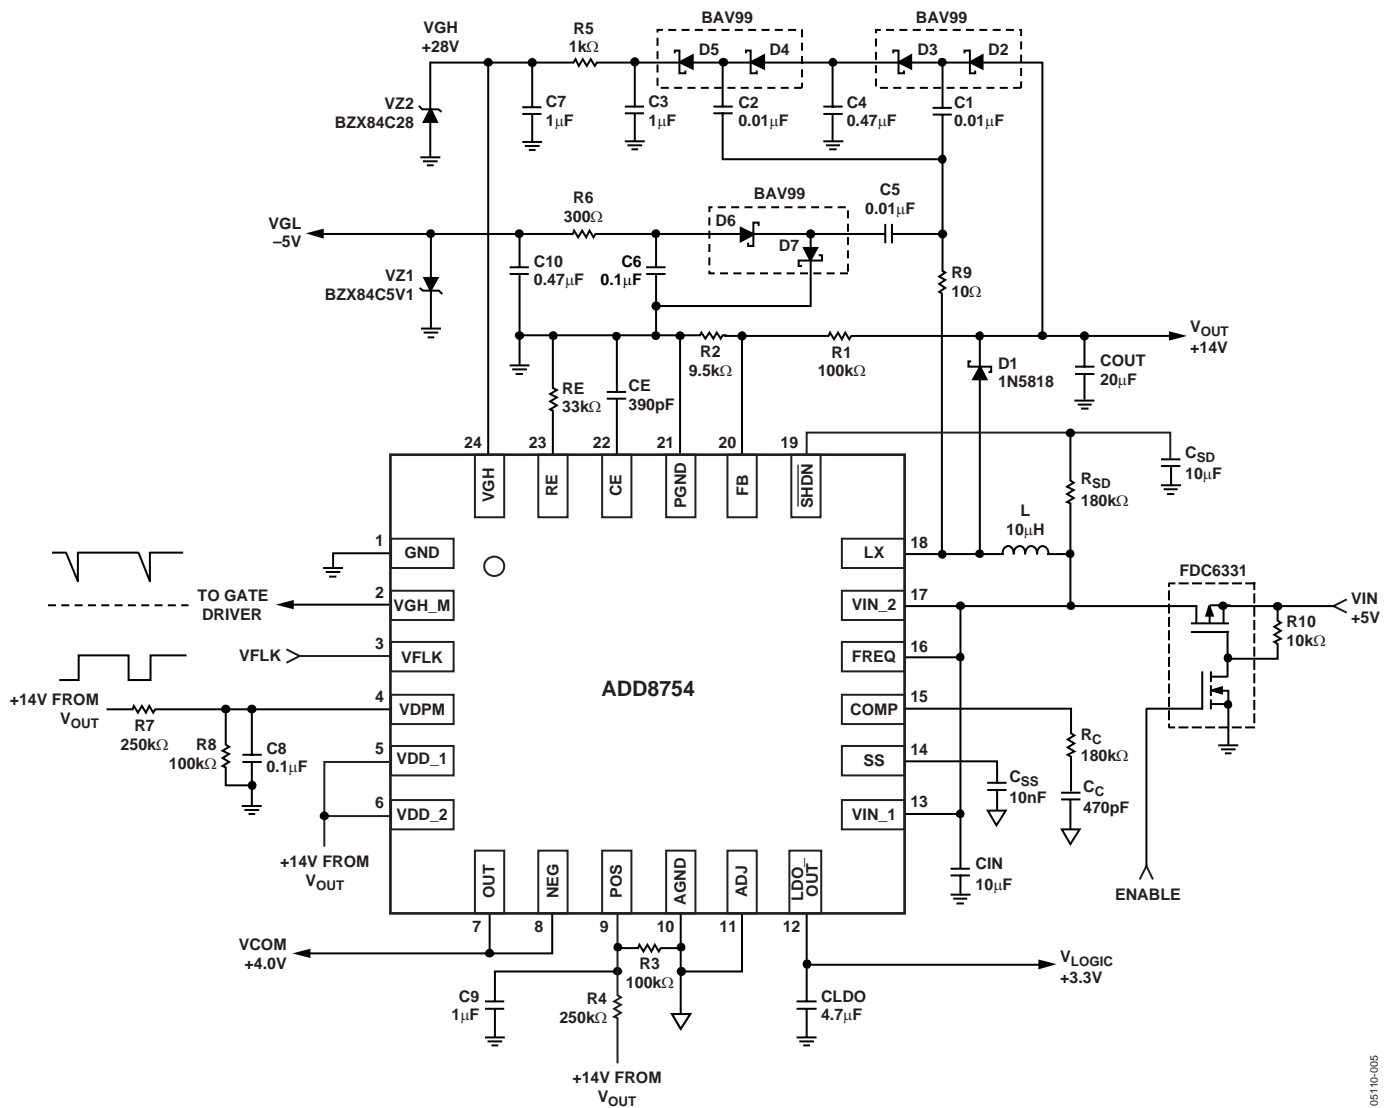 VGH
+28V
R5
1kΩ
BAV99
D5
D4
BAV99
D3
D2
VZ2
BZX84C28
C7
1μF
C3
1μF
C2
0.01μF
C4
0.47μF
C1
0.01μF
VGL
–5V
R6
300Ω
BAV99
D6
D7
C5
0.01μF
VZ1
BZX84C5V1
C10
0.47μF
C6
0.1μF
R9
10Ω
R2
9.5kΩ
R1
100kΩ
D1
1N5818
VOUT
+14V
COUT
20μF
RE
33kΩ
CE
390pF
24
23
22
21
20
19
VGH
RE
CE
PGND
FB
SHDN
CSD
10μF
RSD
180kΩ
L
10μH
1
GND
18
LX
TO GATE
DRIVER
2
VGH_M
17
VIN_2
FDC6331
VIN
+5V
R10
10kΩ
VFLK
3
VFLK
16
FREQ
ADD8754
+14V FROM
VOUT
R7
250kΩ
4
VDPM
15
COMP
R8
100kΩ
C8
0.1μF
RC
180kΩ
5
VDD_1
14
SS
CSS
10nF
CC
470pF
6
VDD_2
13
VIN_1
+14V FROM
VOUT
CIN
10μF
ENABLE
OUT
NEG
POS
AGND
ADJ
LDO_
OUT
7
8
9
10
11
12
VCOM
+4.0V
R3
100kΩ
VLOGIC
+3.3V
C9
1μF
R4
250kΩ
CLDO
4.7μF
+14V FROM
VOUT
05110-005